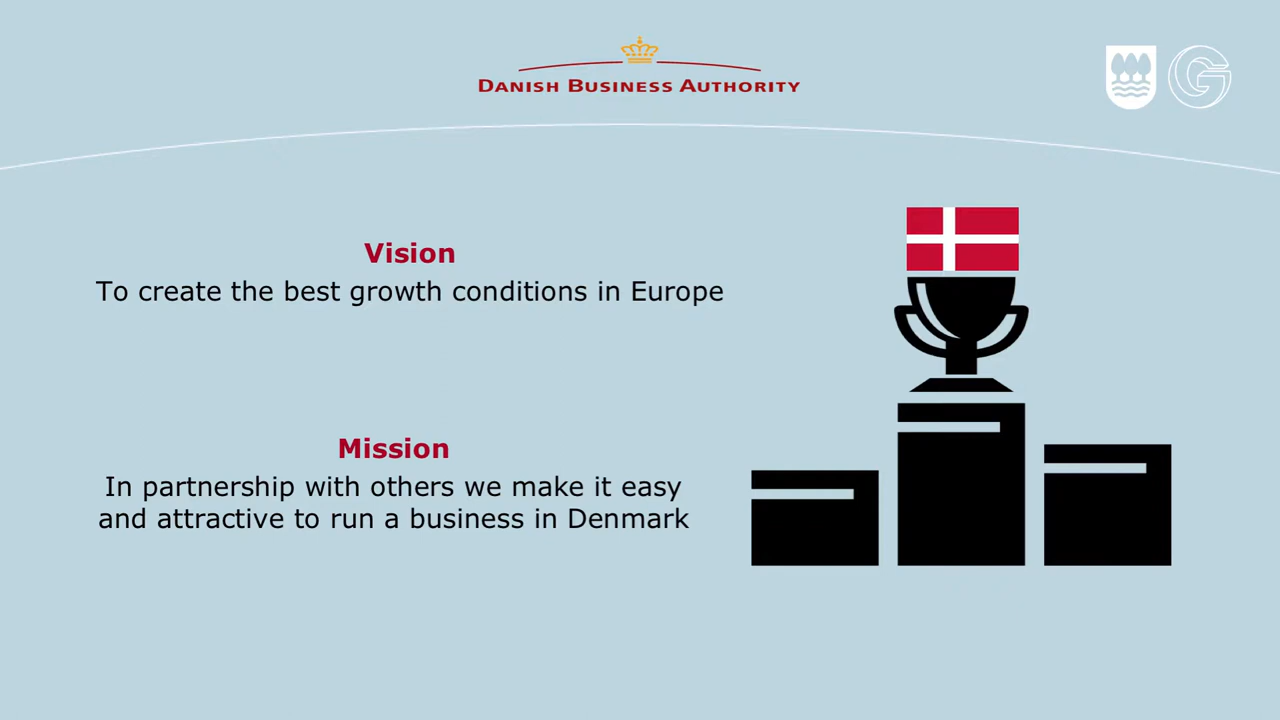 DANISH BUSINESS AUTHORITY
Vision
To create the best growth conditions in Europe
Mission
In partnership with others we make it easy
and attractive to run a business in Denmark